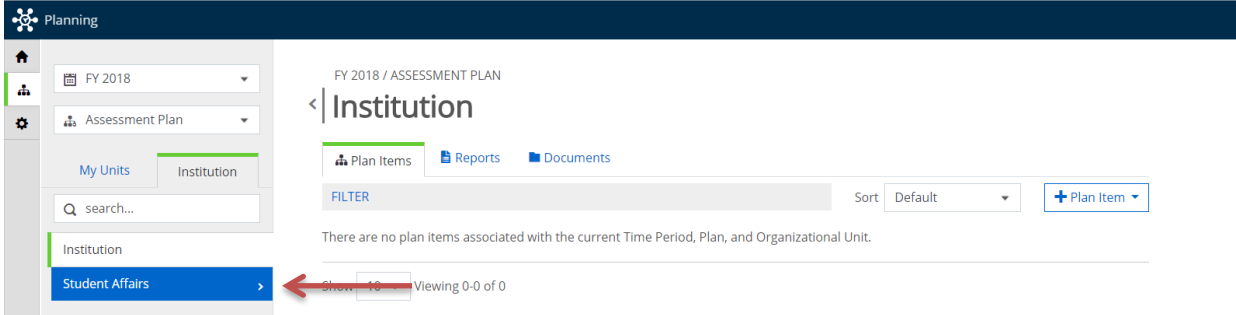 Planning
FY 2018
Assessment Plan
My Units
Institution
search...
Institution
Student Affairs
FY 2018 / ASSESSMENT PLAN
Institution
Plan Items
Reports
Documents
FILTER
Sort Default
Plan Item
There are no plan items associated with the current Time Period, Plan, and Organizational Unit.
Show 10 Viewing 0-0 of 0